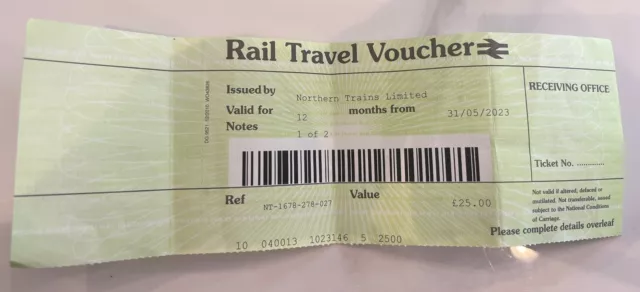 Rail Travel Voucher
Issued by Northern Trains Limited
Valid for 12 months from 31/05/2023
Notes 1 of 2
RECEIVING OFFICE
Ticket No. .............
Ref NT-1678-278-027 Value £25.00
Not valid if altered, defaced or
mutilated. Not transferable, issued
subject to the National Conditions
of Carriage.
Please complete details overleaf
10 040013 1023146 5 2500